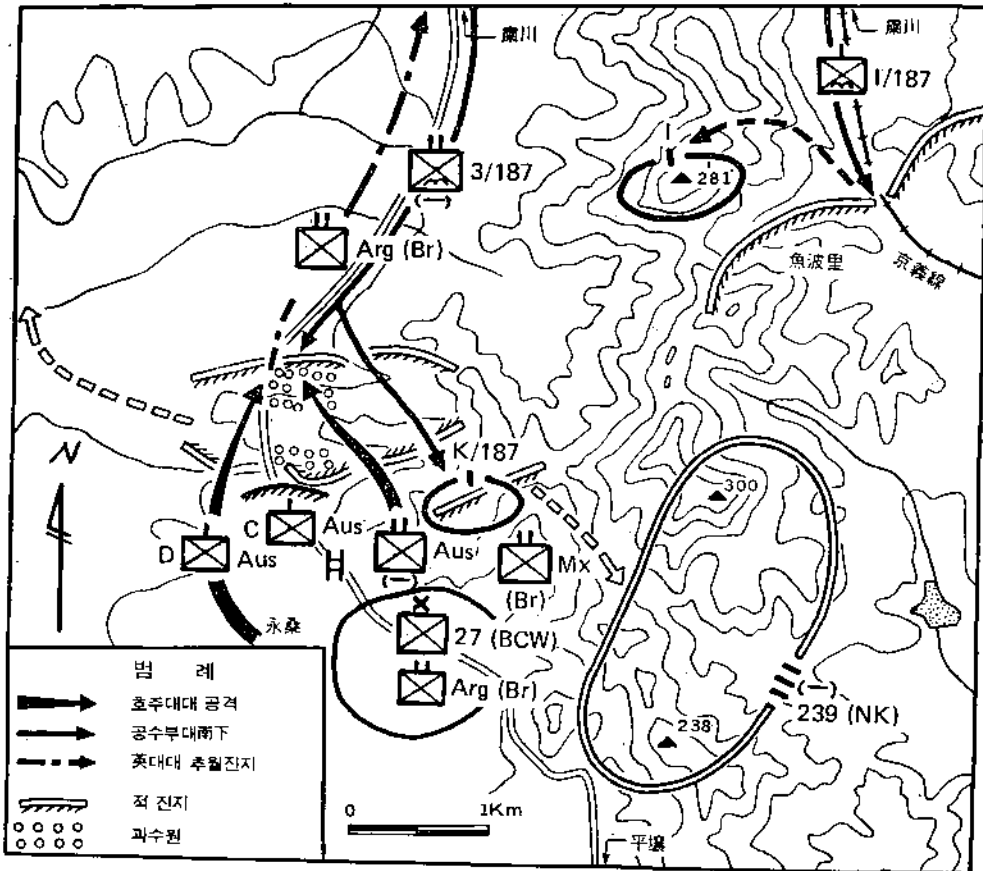 肅川
肅川
1/187
3/187
(—)
281
Arg (Br)
魚波里
京義線
K/187
300
N
C
Aus
D
Aus
Aus
(—)
Mx
(Br)
永柔
27 (BCW)
Arg (Br)
(—)
239 (NK)
238
범 례
호주대대 공격
공수부대南下
英대대 추월진지
적 진지
과수원
0 1Km
平壤